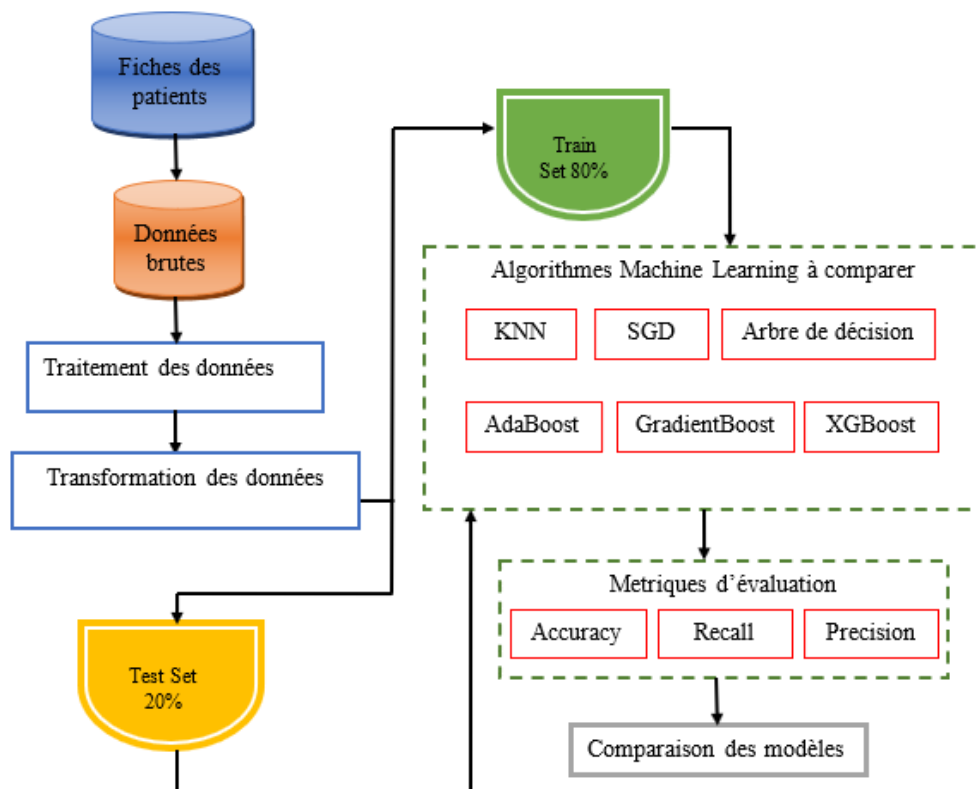 Fiches des
patients
Données
brutes
Traitement des données
Transformation des données
Test Set
20%
Train
Set 80%
Algorithmes Machine Learning à comparer
KNN
SGD
Arbre de décision
AdaBoost
GradientBoost
XGBoost
Metriques d’évaluation
Accuracy
Recall
Precision
Comparaison des modèles